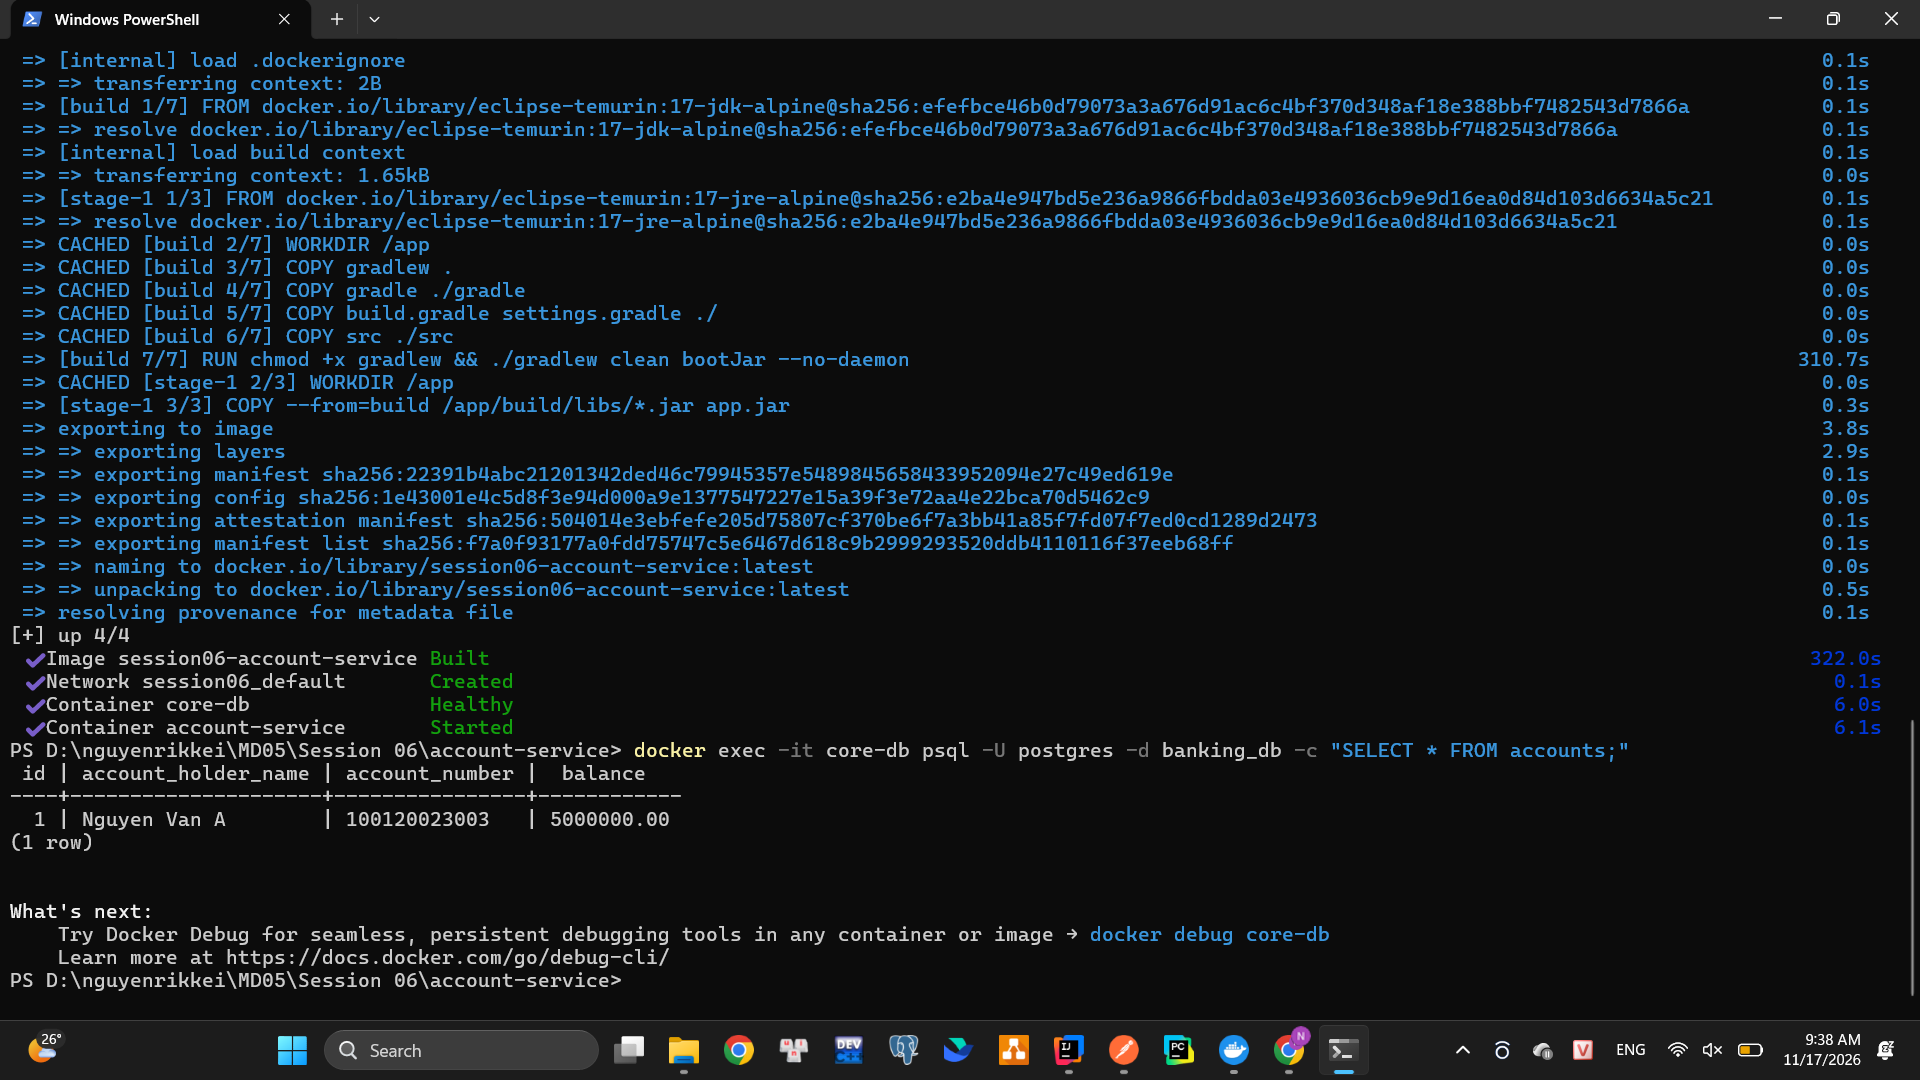 Windows PowerShell
=> [internal] load .dockerignore 0.1s
=> => transferring context: 2B 0.1s
=> [build 1/7] FROM docker.io/library/eclipse-temurin:17-jdk-alpine@sha256:efefbce46b0d79073a3a676d91ac6c4bf370d348af18e388bbf7482543d7866a 0.1s
=> => resolve docker.io/library/eclipse-temurin:17-jdk-alpine@sha256:efefbce46b0d79073a3a676d91ac6c4bf370d348af18e388bbf7482543d7866a 0.1s
=> [internal] load build context 0.1s
=> => transferring context: 1.65kB 0.0s
=> [stage-1 1/3] FROM docker.io/library/eclipse-temurin:17-jre-alpine@sha256:e2ba4e947bd5e236a9866fbdda03e4936036cb9e9d16ea0d84d103d6634a5c21 0.1s
=> => resolve docker.io/library/eclipse-temurin:17-jre-alpine@sha256:e2ba4e947bd5e236a9866fbdda03e4936036cb9e9d16ea0d84d103d6634a5c21 0.1s
=> CACHED [build 2/7] WORKDIR /app 0.0s
=> CACHED [build 3/7] COPY gradlew . 0.0s
=> CACHED [build 4/7] COPY gradle ./gradle 0.0s
=> CACHED [build 5/7] COPY build.gradle settings.gradle ./ 0.0s
=> CACHED [build 6/7] COPY src ./src 0.0s
=> [build 7/7] RUN chmod +x gradlew && ./gradlew clean bootJar --no-daemon 310.7s
=> CACHED [stage-1 2/3] WORKDIR /app 0.0s
=> [stage-1 3/3] COPY --from=build /app/build/libs/*.jar app.jar 0.3s
=> exporting to image 3.8s
=> => exporting layers 2.9s
=> => exporting manifest sha256:22391b4abc21201342ded46c79945357e5489845658433952094e27c49ed619e 0.1s
=> => exporting config sha256:1e43001e4c5d8f3e94d000a9e1377547227e15a39f3e72aa4e22bca70d5462c9 0.0s
=> => exporting attestation manifest sha256:504014e3ebfefe205d75807cf370be6f7a3bb41a85f7fd07f7ed0cd1289d2473 0.1s
=> => exporting manifest list sha256:f7a0f93177a0fdd75747c5e6467d618c9b2999293520ddb4110116f37eeb68ff 0.1s
=> => naming to docker.io/library/session06-account-service:latest 0.0s
=> => unpacking to docker.io/library/session06-account-service:latest 0.5s
=> resolving provenance for metadata file 0.1s
[+] up 4/4
Image session06-account-service Built 322.0s
Network session06_default Created 0.1s
Container core-db Healthy 6.0s
Container account-service Started 6.1s
PS D:\nguyenrikkei\MD05\Session 06\account-service> docker exec -it core-db psql -U postgres -d banking_db -c "SELECT * FROM accounts;"
id | account_holder_name | account_number | balance
----+---------------------+----------------+------------
1 | Nguyen Van A | 100120023003 | 5000000.00
(1 row)
What's next:
Try Docker Debug for seamless, persistent debugging tools in any container or image → docker debug core-db
Learn more at https://docs.docker.com/go/debug-cli/
PS D:\nguyenrikkei\MD05\Session 06\account-service>
26°
Search
DEV
IJ
PC
N
V
ENG
9:38 AM
11/17/2026